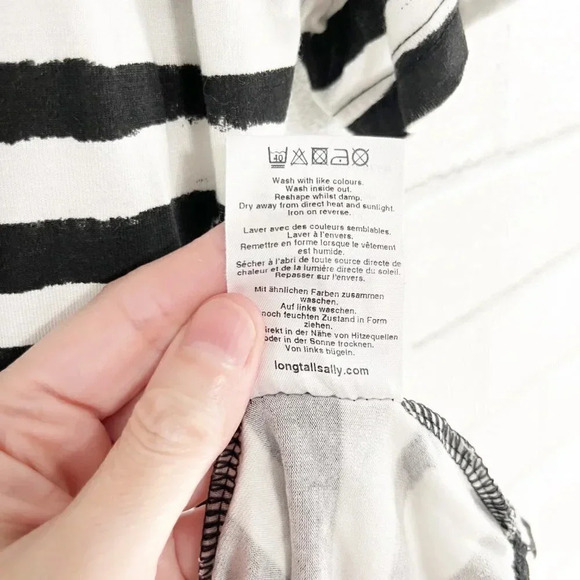 40
Wash with like colours.
Wash inside out.
Reshape whilst damp.
Dry away from direct heat and sunlight.
Iron on reverse.
Laver avec des couleurs semblables.
Laver à l'envers.
Remettre en forme lorsque le vêtement
est humide.
Sécher à l'abri de toute source directe de
chaleur et de la lumière directe du soleil.
Repasser sur l'envers.
Mit ähnlichen Farben zusammen
waschen.
Auf links waschen.
noch feuchten Zustand in Form
ziehen.
direkt in der Nähe von Hitzequellen
oder in der Sonne trocknen.
Von links bügeln.
longtallsally.com